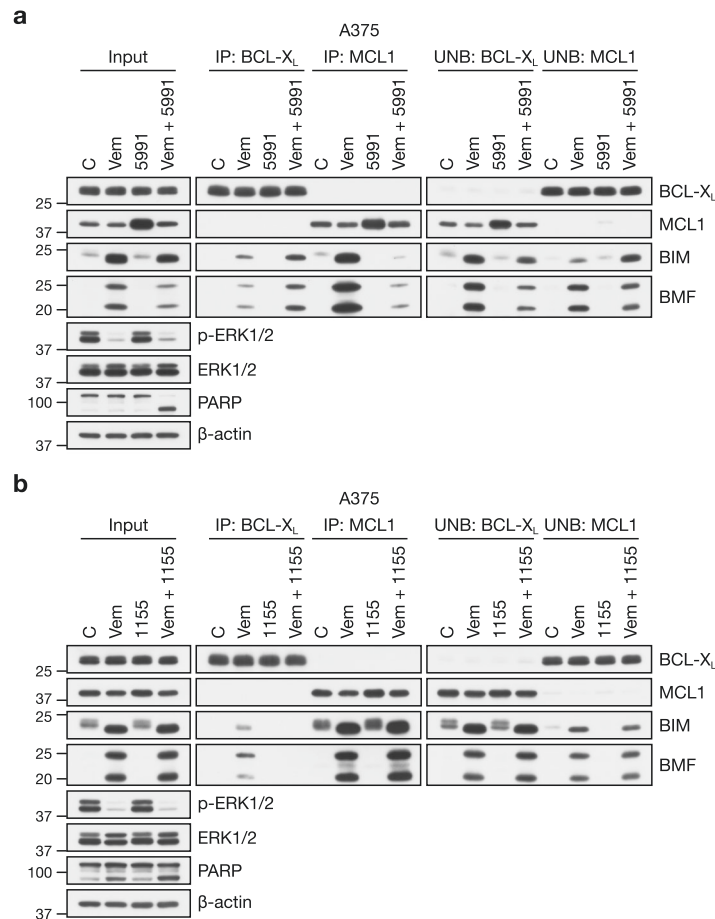 a
A375
Input IP: BCL-XL IP: MCL1 UNB: BCL-XL UNB: MCL1
C Vem 5991 Vem + 5991 C Vem 5991 Vem + 5991 C Vem 5991 Vem + 5991 C Vem 5991 Vem + 5991 C Vem 5991 Vem + 5991
BCL-XL
25
MCL1
37
25
BIM
25
BMF
20
p-ERK1/2
37
ERK1/2
37
100
PARP
β-actin
37
b
A375
Input IP: BCL-XL IP: MCL1 UNB: BCL-XL UNB: MCL1
C Vem 1155 Vem + 1155 C Vem 1155 Vem + 1155 C Vem 1155 Vem + 1155 C Vem 1155 Vem + 1155 C Vem 1155 Vem + 1155
BCL-XL
25
MCL1
37
25
BIM
25
BMF
20
p-ERK1/2
37
ERK1/2
37
PARP
100
β-actin
37